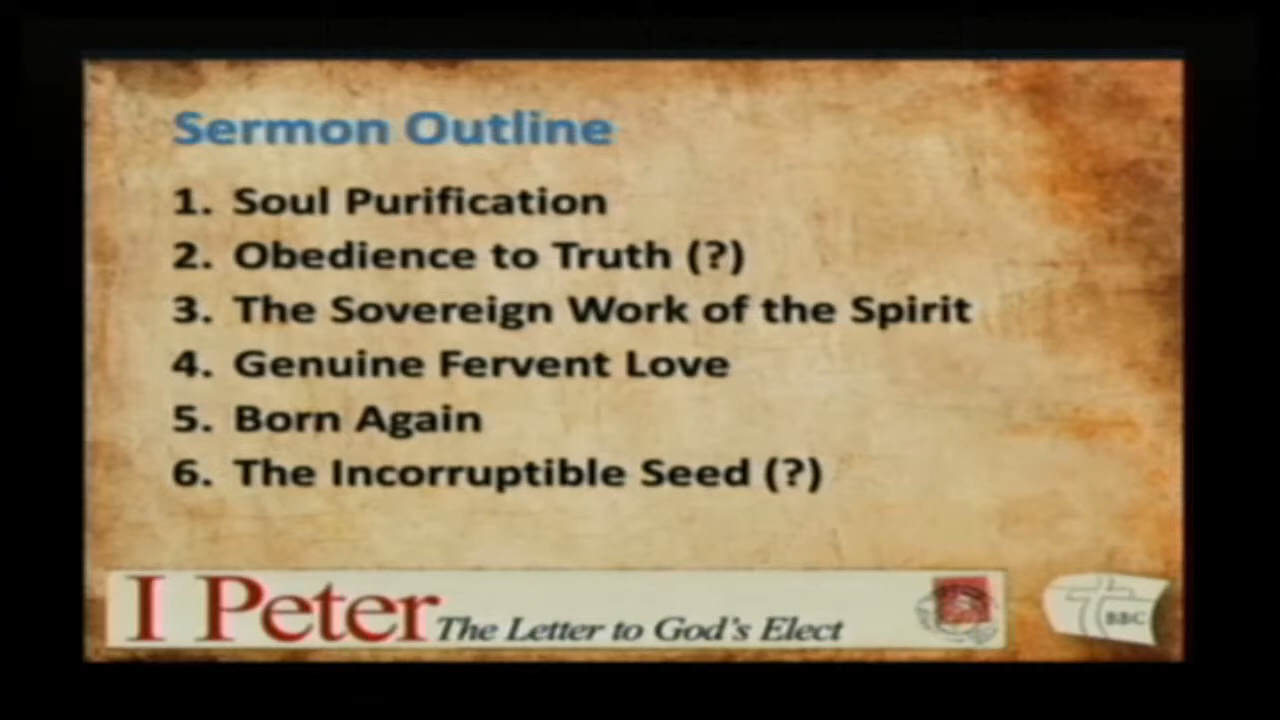 Sermon Outline
1. Soul Purification
2. Obedience to Truth (?)
3. The Sovereign Work of the Spirit
4. Genuine Fervent Love
5. Born Again
6. The Incorruptible Seed (?)
I Peter The Letter to God's Elect
BBC